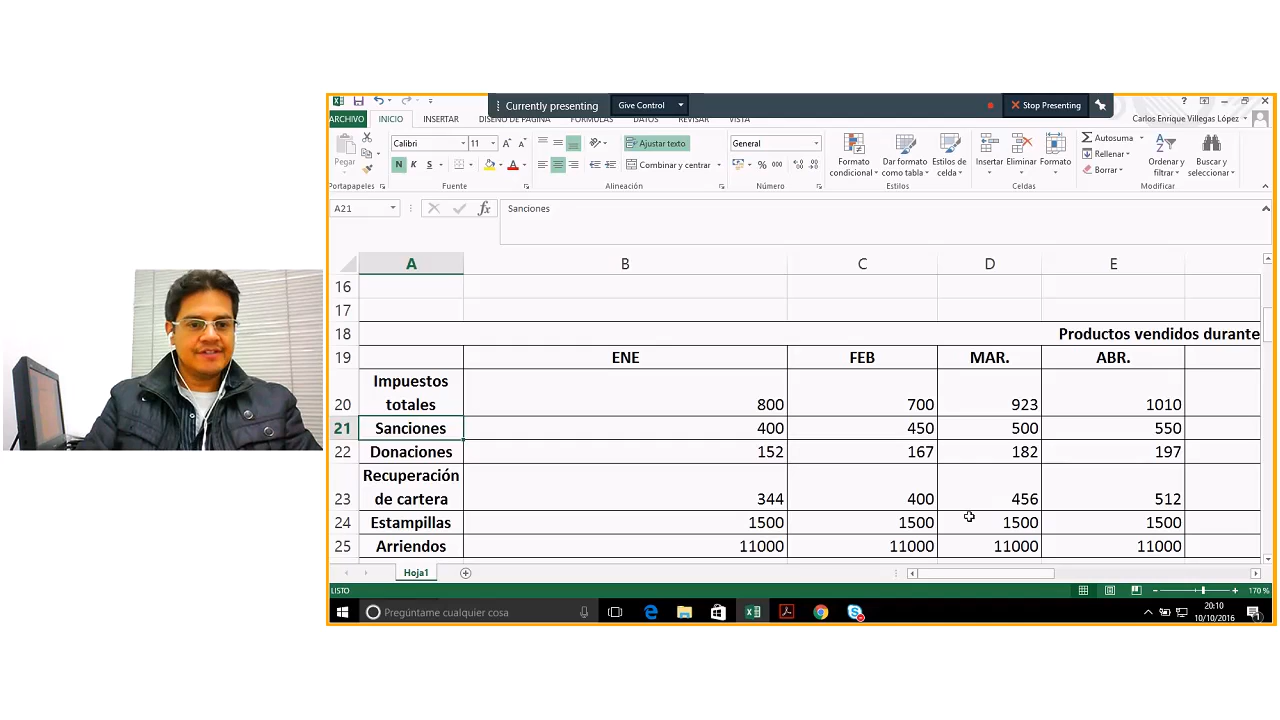 Currently presenting Give Control Stop Presenting
ARCHIVO INICIO INSERTAR DISEÑO DE PÁGINA FÓRMULAS DATOS REVISAR VISTA Carlos Enrique Villegas López
Pegar Calibri 11 Ajustar texto General Formato condicional Dar formato como tabla Estilos de celda Insertar Eliminar Formato Autosuma Ordenar y filtrar Buscar y seleccionar
N K S Combinar y centrar % 000 Rellenar
Borrar
Portapapeles Fuente Alineación Número Estilos Celdas Modificar
A21 fx Sanciones
A B C D E
16
17
18 Productos vendidos durante
19 ENE FEB MAR. ABR.
20 Impuestos totales 800 700 923 1010
21 Sanciones 400 450 500 550
22 Donaciones 152 167 182 197
23 Recuperación de cartera 344 400 456 512
24 Estampillas 1500 1500 1500 1500
25 Arriendos 11000 11000 11000 11000
Hoja1
LISTO 170 %
Pregúntame cualquier cosa 20:10
10/10/2016